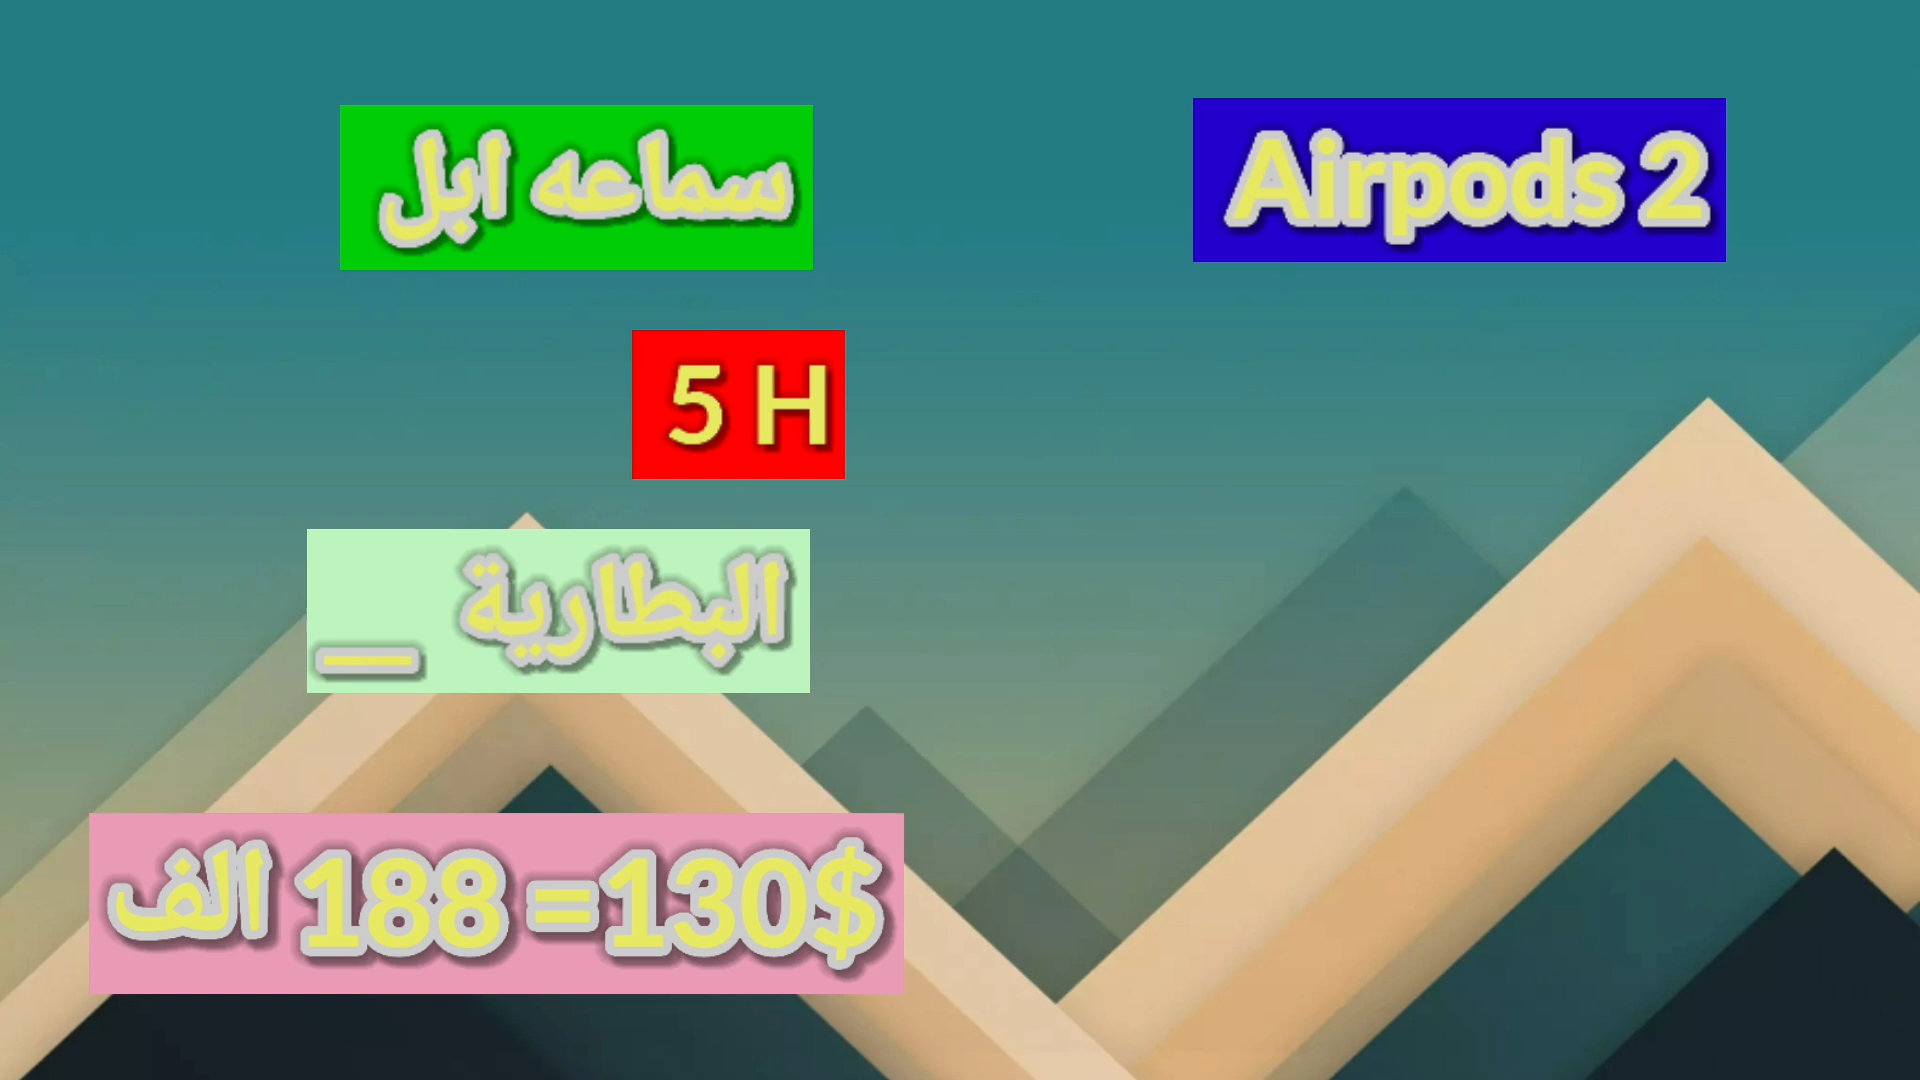 سماعه ابل
Airpods 2
5 H
البطارية _
130$= 188 الف